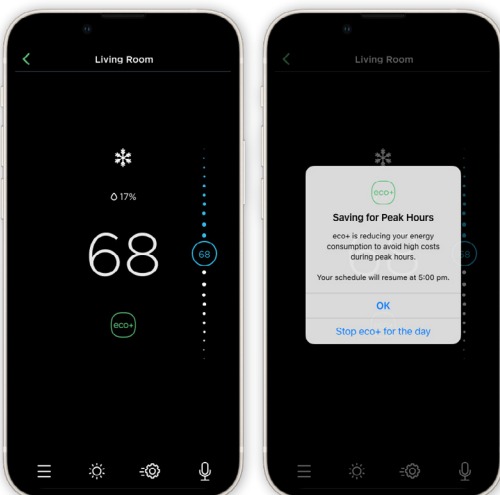 Living Room
17%
68
68
eco+
Living Room
eco+
Saving for Peak Hours
eco+ is reducing your energy
consumption to avoid high costs
during peak hours.
Your schedule will resume at 5:00 pm.
OK
Stop eco+ for the day
68